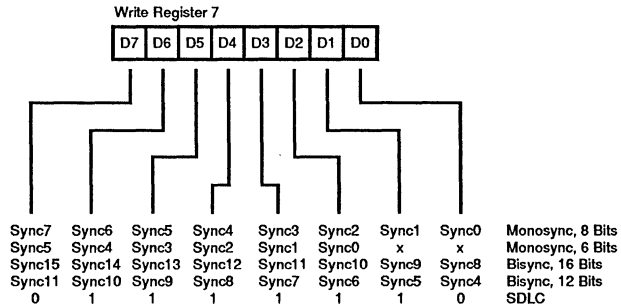 Write Register 7
D7 D6 D5 D4 D3 D2 D1 D0
Sync7 Sync6 Sync5 Sync4 Sync3 Sync2 Sync1 Sync0 Monosync, 8 Bits
Sync5 Sync4 Sync3 Sync2 Sync1 Sync0 x x Monosync, 6 Bits
Sync15 Sync14 Sync13 Sync12 Sync11 Sync10 Sync9 Sync8 Bisync, 16 Bits
Sync11 Sync10 Sync9 Sync8 Sync7 Sync6 Sync5 Sync4 Bisync, 12 Bits
0 1 1 1 1 1 1 0 SDLC